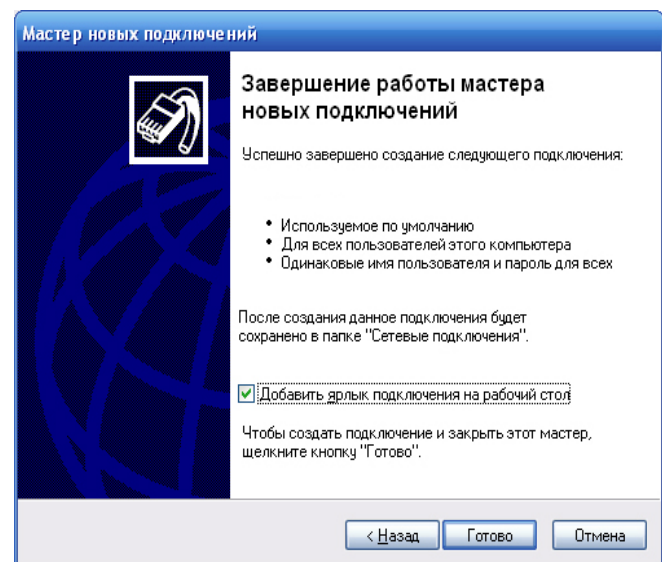 Мастер новых подключений
Завершение работы мастера
новых подключений
Успешно завершено создание следующего подключения:
• Используемое по умолчанию
• Для всех пользователей этого компьютера
• Одинаковые имя пользователя и пароль для всех
После создания данное подключения будет
сохранено в папке "Сетевые подключения".
Добавить ярлык подключения на рабочий стол
Чтобы создать подключение и закрыть этот мастер,
щелкните кнопку "Готово".
< Назад Готово Отмена